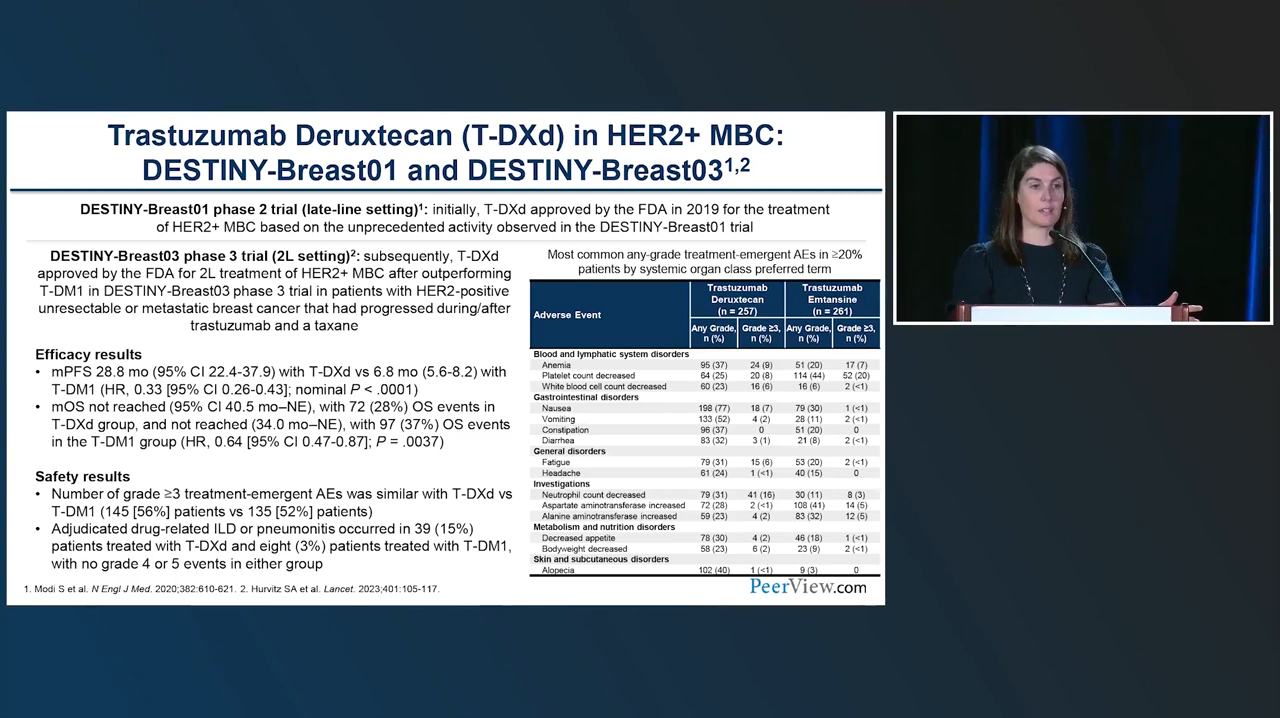 Trastuzumab Deruxtecan (T-DXd) in HER2+ MBC:
DESTINY-Breast01 and DESTINY-Breast031,2
DESTINY-Breast01 phase 2 trial (late-line setting)1: initially, T-DXd approved by the FDA in 2019 for the treatment
of HER2+ MBC based on the unprecedented activity observed in the DESTINY-Breast01 trial
DESTINY-Breast03 phase 3 trial (2L setting)2: subsequently, T-DXd
approved by the FDA for 2L treatment of HER2+ MBC after outperforming
T-DM1 in DESTINY-Breast03 phase 3 trial in patients with HER2-positive
unresectable or metastatic breast cancer that had progressed during/after
trastuzumab and a taxane
Efficacy results
• mPFS 28.8 mo (95% CI 22.4-37.9) with T-DXd vs 6.8 mo (5.6-8.2) with
T-DM1 (HR, 0.33 [95% CI 0.26-0.43]; nominal P < .0001)
• mOS not reached (95% CI 40.5 mo–NE), with 72 (28%) OS events in
T-DXd group, and not reached (34.0 mo–NE), with 97 (37%) OS events
in the T-DM1 group (HR, 0.64 [95% CI 0.47-0.87]; P = .0037)
Safety results
• Number of grade ≥3 treatment-emergent AEs was similar with T-DXd vs
T-DM1 (145 [56%] patients vs 135 [52%] patients)
• Adjudicated drug-related ILD or pneumonitis occurred in 39 (15%)
patients treated with T-DXd and eight (3%) patients treated with T-DM1,
with no grade 4 or 5 events in either group
Most common any-grade treatment-emergent AEs in ≥20%
patients by systemic organ class preferred term
Adverse Event
Trastuzumab
Deruxtecan
(n = 257)
Trastuzumab
Emtansine
(n = 261)
Any Grade, n (%) Grade ≥3, n (%) Any Grade, n (%) Grade ≥3, n (%)
Blood and lymphatic system disorders
Anemia 95 (37) 24 (9) 51 (20) 17 (7)
Platelet count decreased 64 (25) 20 (8) 114 (44) 52 (20)
White blood cell count decreased 60 (23) 16 (6) 16 (6) 2 (<1)
Gastrointestinal disorders
Nausea 198 (77) 18 (7) 79 (30) 1 (<1)
Vomiting 133 (52) 4 (2) 28 (11) 2 (<1)
Constipation 96 (37) 0 51 (20) 0
Diarrhea 83 (32) 3 (1) 21 (8) 2 (<1)
General disorders
Fatigue 79 (31) 15 (6) 53 (20) 2 (<1)
Headache 61 (24) 1 (<1) 40 (15) 0
Investigations
Neutrophil count decreased 79 (31) 41 (16) 30 (11) 8 (3)
Aspartate aminotransferase increased 72 (28) 2 (<1) 108 (41) 14 (5)
Alanine aminotransferase increased 59 (23) 4 (2) 83 (32) 12 (5)
Metabolism and nutrition disorders
Decreased appetite 78 (30) 4 (2) 46 (18) 1 (<1)
Bodyweight decreased 58 (23) 6 (2) 23 (9) 2 (<1)
Skin and subcutaneous disorders
Alopecia 102 (40) 1 (<1) 9 (3) 0
1. Modi S et al. N Engl J Med. 2020;382:610-621. 2. Hurvitz SA et al. Lancet. 2023;401:105-117.
PeerView.com